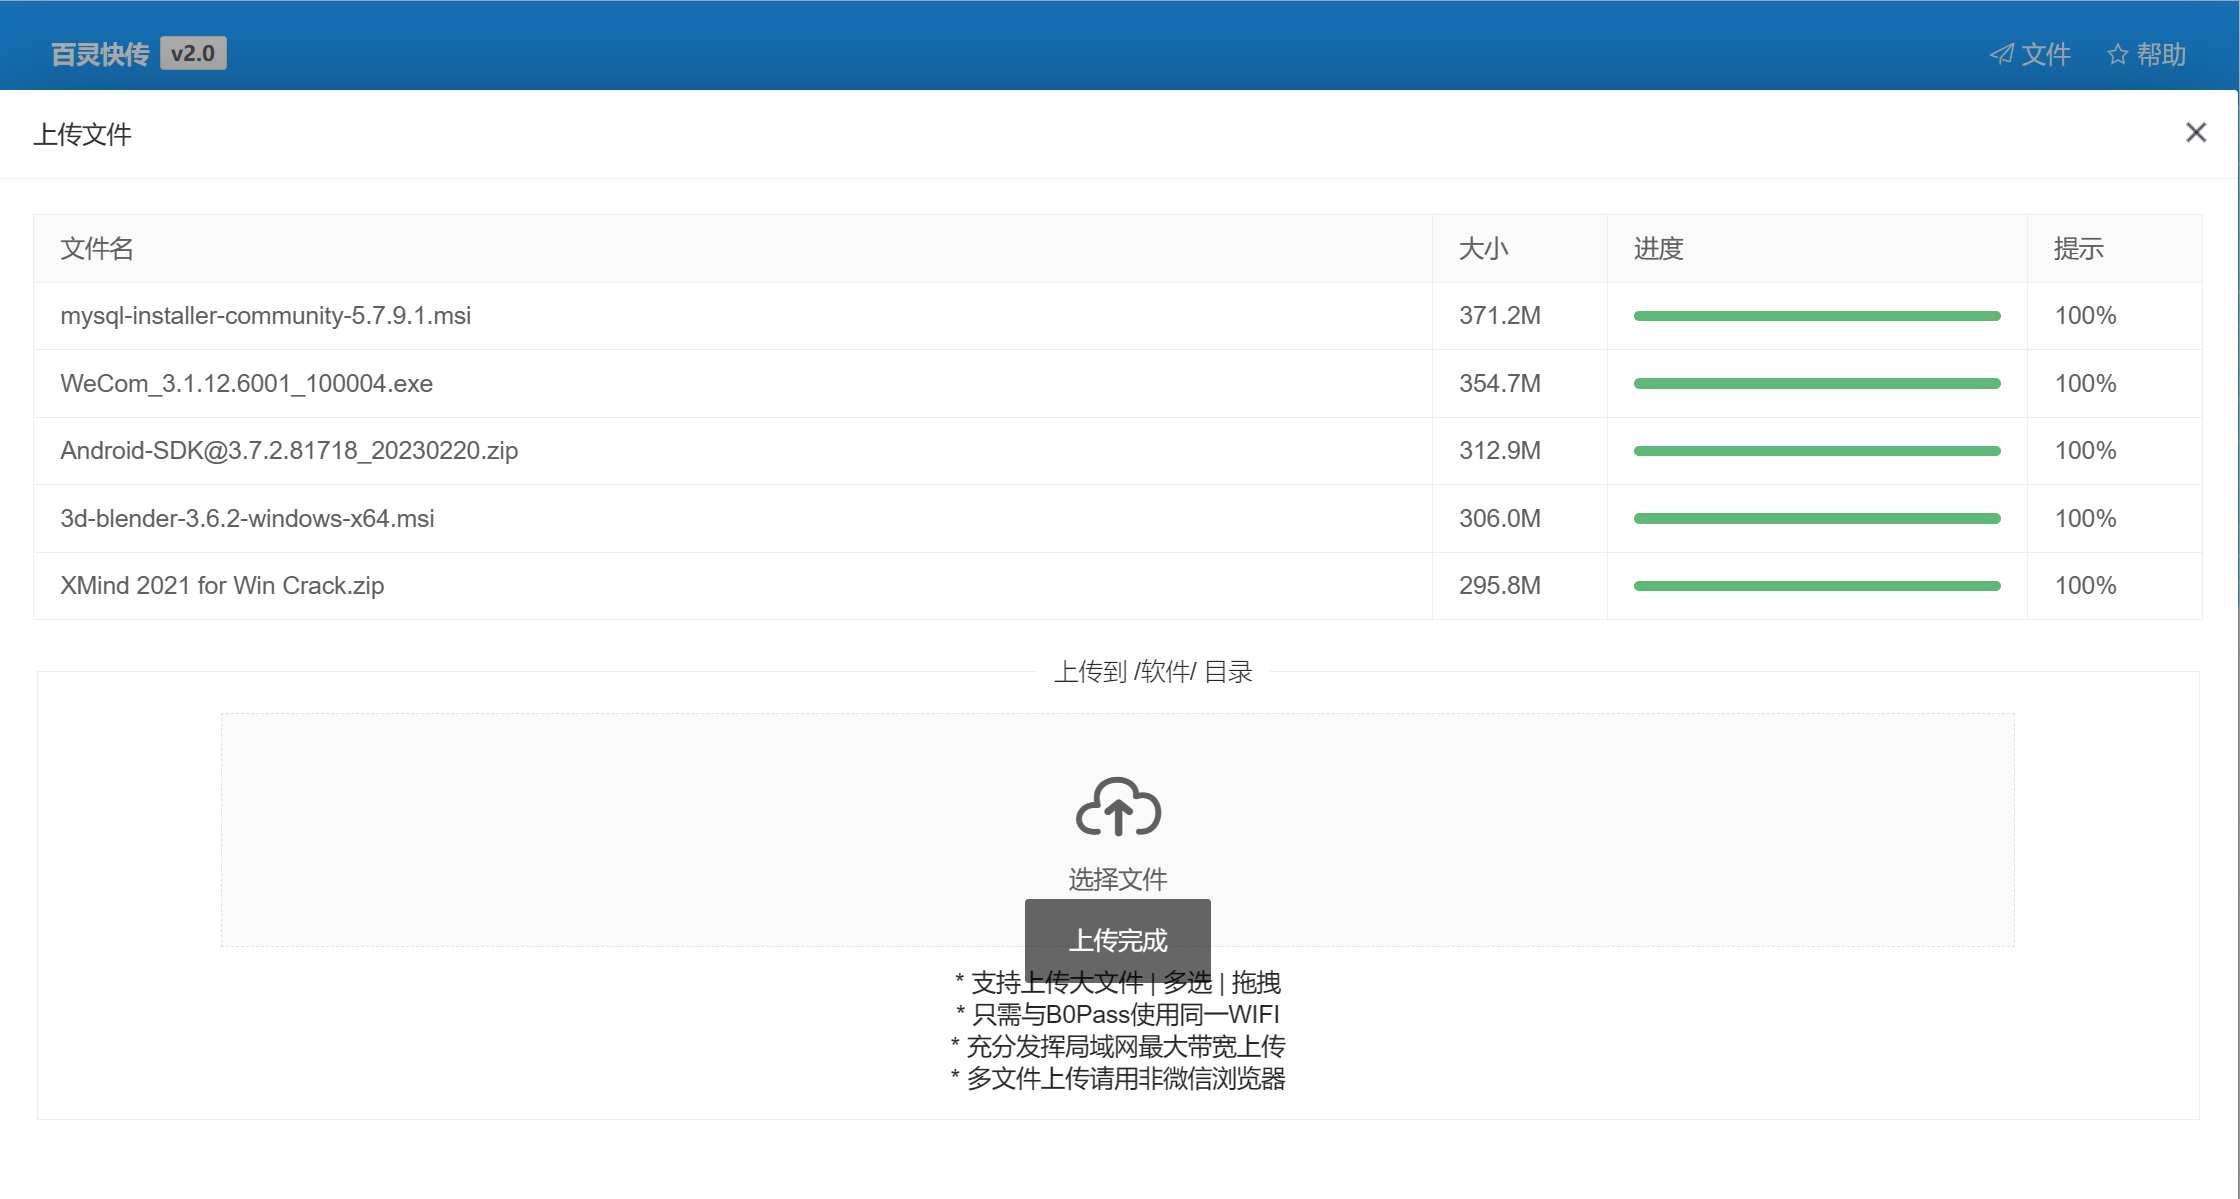 百灵快传 v2.0 文件 帮助
上传文件
文件名 大小 进度 提示
mysql-installer-community-5.7.9.1.msi 371.2M 100%
WeCom_3.1.12.6001_100004.exe 354.7M 100%
Android-SDK@3.7.2.81718_20230220.zip 312.9M 100%
3d-blender-3.6.2-windows-x64.msi 306.0M 100%
XMind 2021 for Win Crack.zip 295.8M 100%
上传到 /软件/ 目录
选择文件
上传完成
* 支持上传大文件 | 多选 | 拖拽
* 只需与B0Pass使用同一WIFI
* 充分发挥局域网最大带宽上传
* 多文件上传请用非微信浏览器